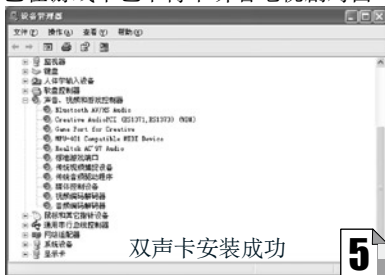 设备管理器
文件(F) 操作(A) 查看(V) 帮助(H)
监视器
键盘
人体学输入设备
软盘控制器
声音、视频和游戏控制器
Bluetooth AV/HS Audio
Creative AudioPCI (ES1371,ES1373) (WDM)
Game Port for Creative
MPU-401 Compatible MIDI Device
Realtek AC'97 Audio
标准游戏端口
传统视频捕捉设备
传统音频驱动程序
媒体控制设备
视频编码解码器
音频编码解码器
鼠标和其它指针设备
通用串行总线控制器
网络适配器
系统设备
显示卡
双声卡安装成功
5